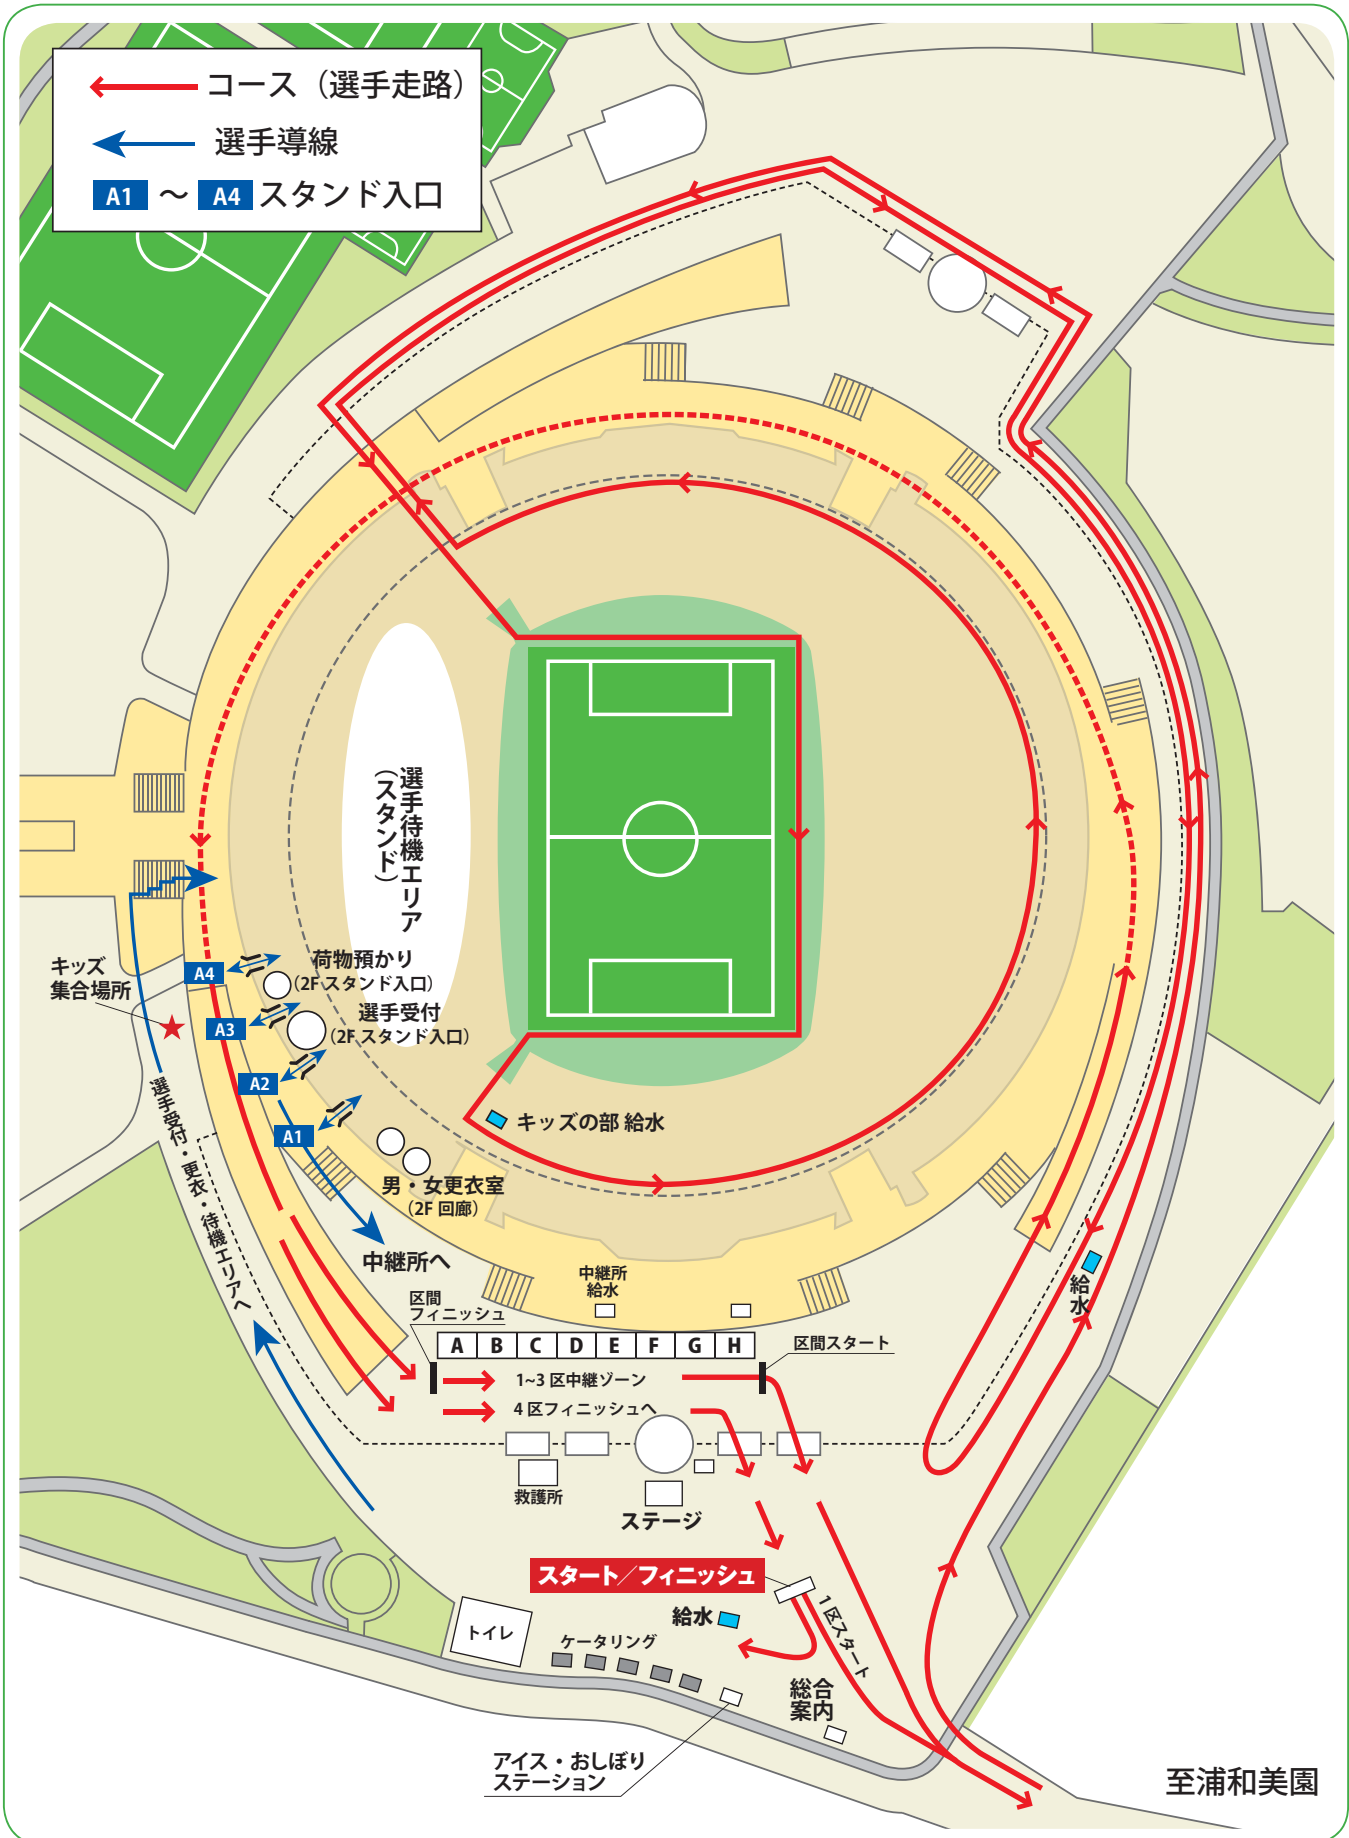 コース（選手走路）
選手導線
A1 ～ A4 スタンド入口
選手待機エリア
（スタンド）
荷物預かり
（2F スタンド入口）
キッズ
集合場所
A4
選手受付
（2F スタンド入口）
A3
A2
A1
選手受付・更衣・待機エリアへ
キッズの部 給水
男・女更衣室
（2F 回廊）
中継所へ
中継所
給水
給水
区間
フィニッシュ
区間スタート
A B C D E F G H
1~3 区中継ゾーン
4 区フィニッシュへ
救護所
ステージ
スタート／フィニッシュ
1区スタート
給水
トイレ
ケータリング
総合
案内
アイス・おしぼり
ステーション
至浦和美園